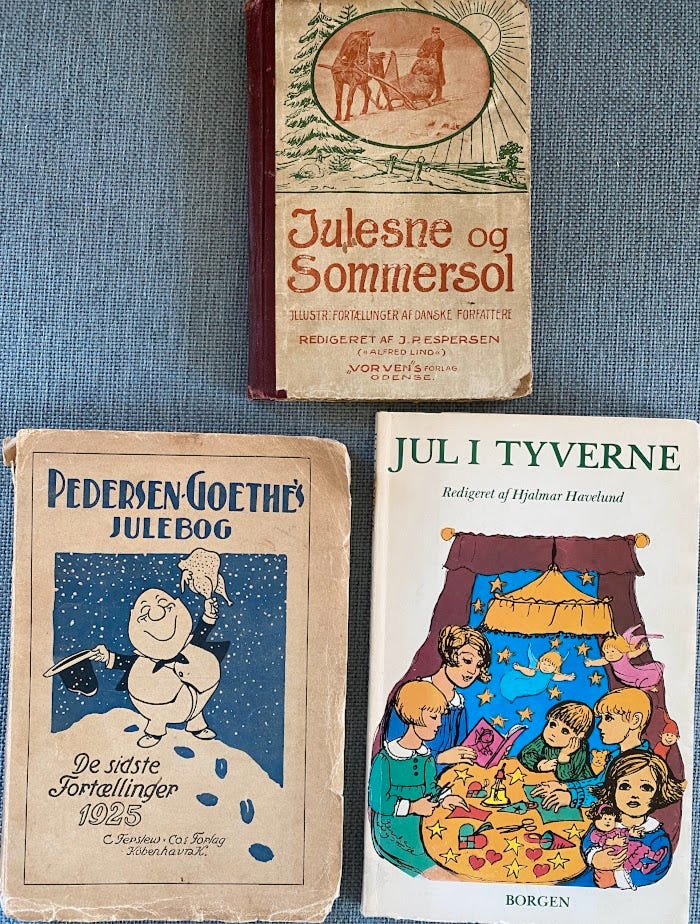 Julesne og
Sommersol
ILLUSTR. FORTÆLLINGER AF DANSKE FORFATTERE
REDIGERET AF J. P. ESPERSEN
(»ALFRED LIND«)
"VORVEN"S FORLAG
ODENSE.
PEDERSEN-GOETHE'S
JULEBOG
De sidste
Fortællinger
1925
C. Ferslew & Co's Forlag
København K.
JUL I TYVERNE
Redigeret af Hjalmar Havelund
BORGEN